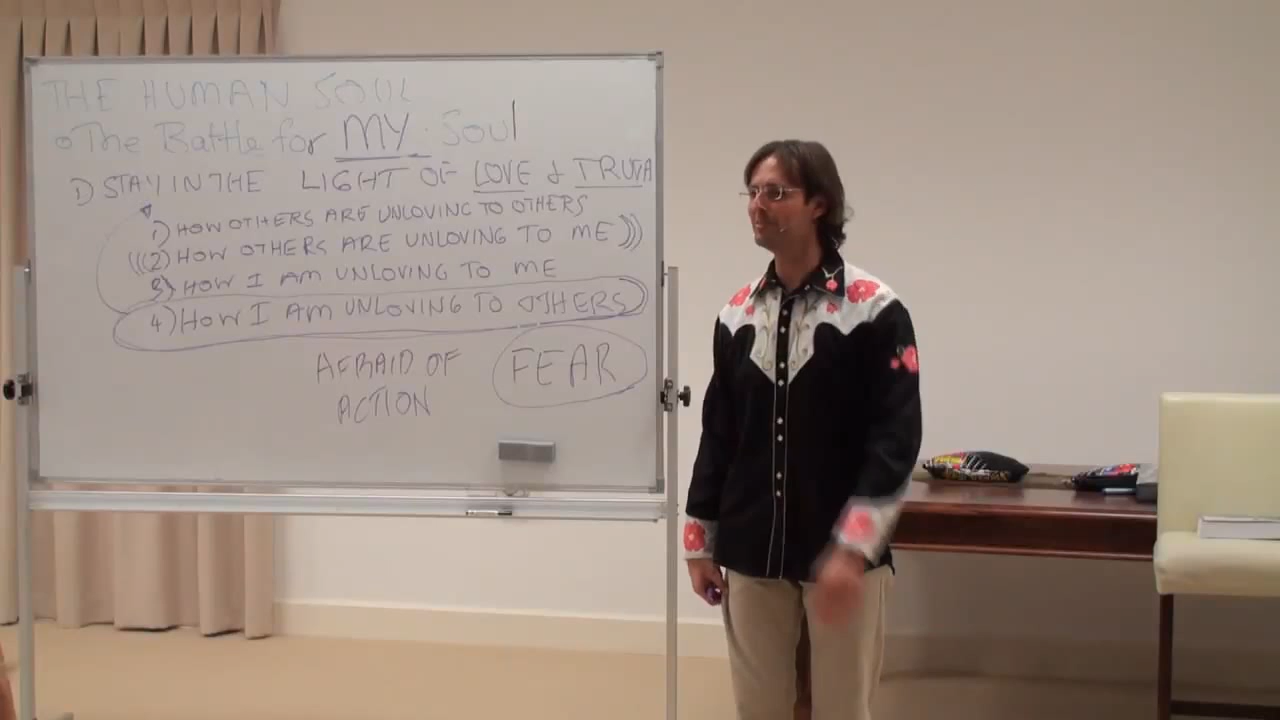 THE HUMAN SOUL
o The Battle for MY Soul
1) STAY IN THE LIGHT OF LOVE & TRUTH
1) HOW OTHERS ARE UNLOVING TO OTHERS
(((2) HOW OTHERS ARE UNLOVING TO ME)))
3) HOW I AM UNLOVING TO ME
4) HOW I AM UNLOVING TO OTHERS
AFRAID OF
ACTION
FEAR